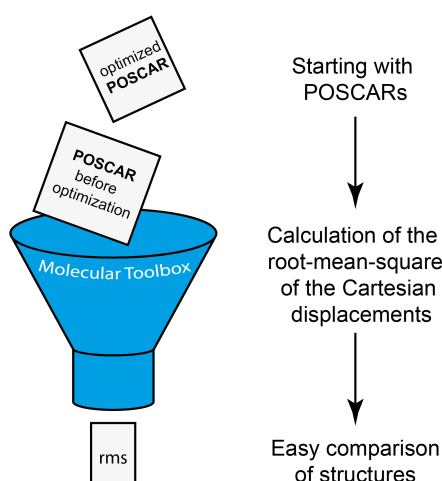 optimized
POSCAR
POSCAR
before
optimization
Molecular Toolbox
rms
Starting with
POSCARs
Calculation of the
root-mean-square
of the Cartesian
displacements
Easy comparison
of structures